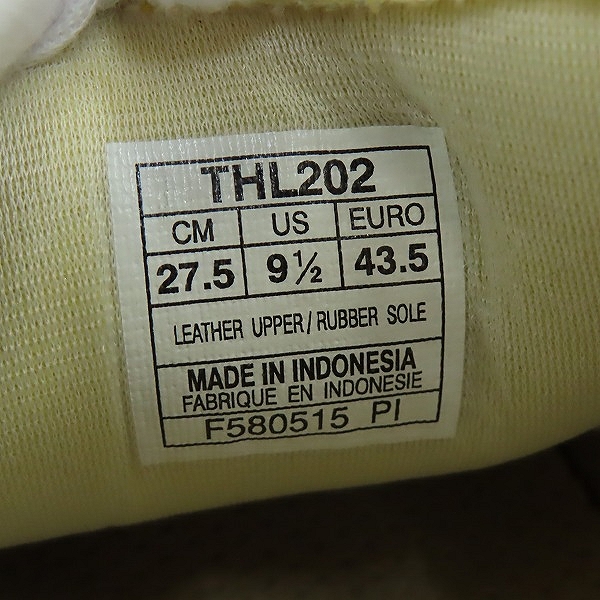 THL202
CM US EURO
27.5 9½ 43.5
LEATHER UPPER/RUBBER SOLE
MADE IN INDONESIA
FABRIQUE EN INDONESIE
F580515 PI